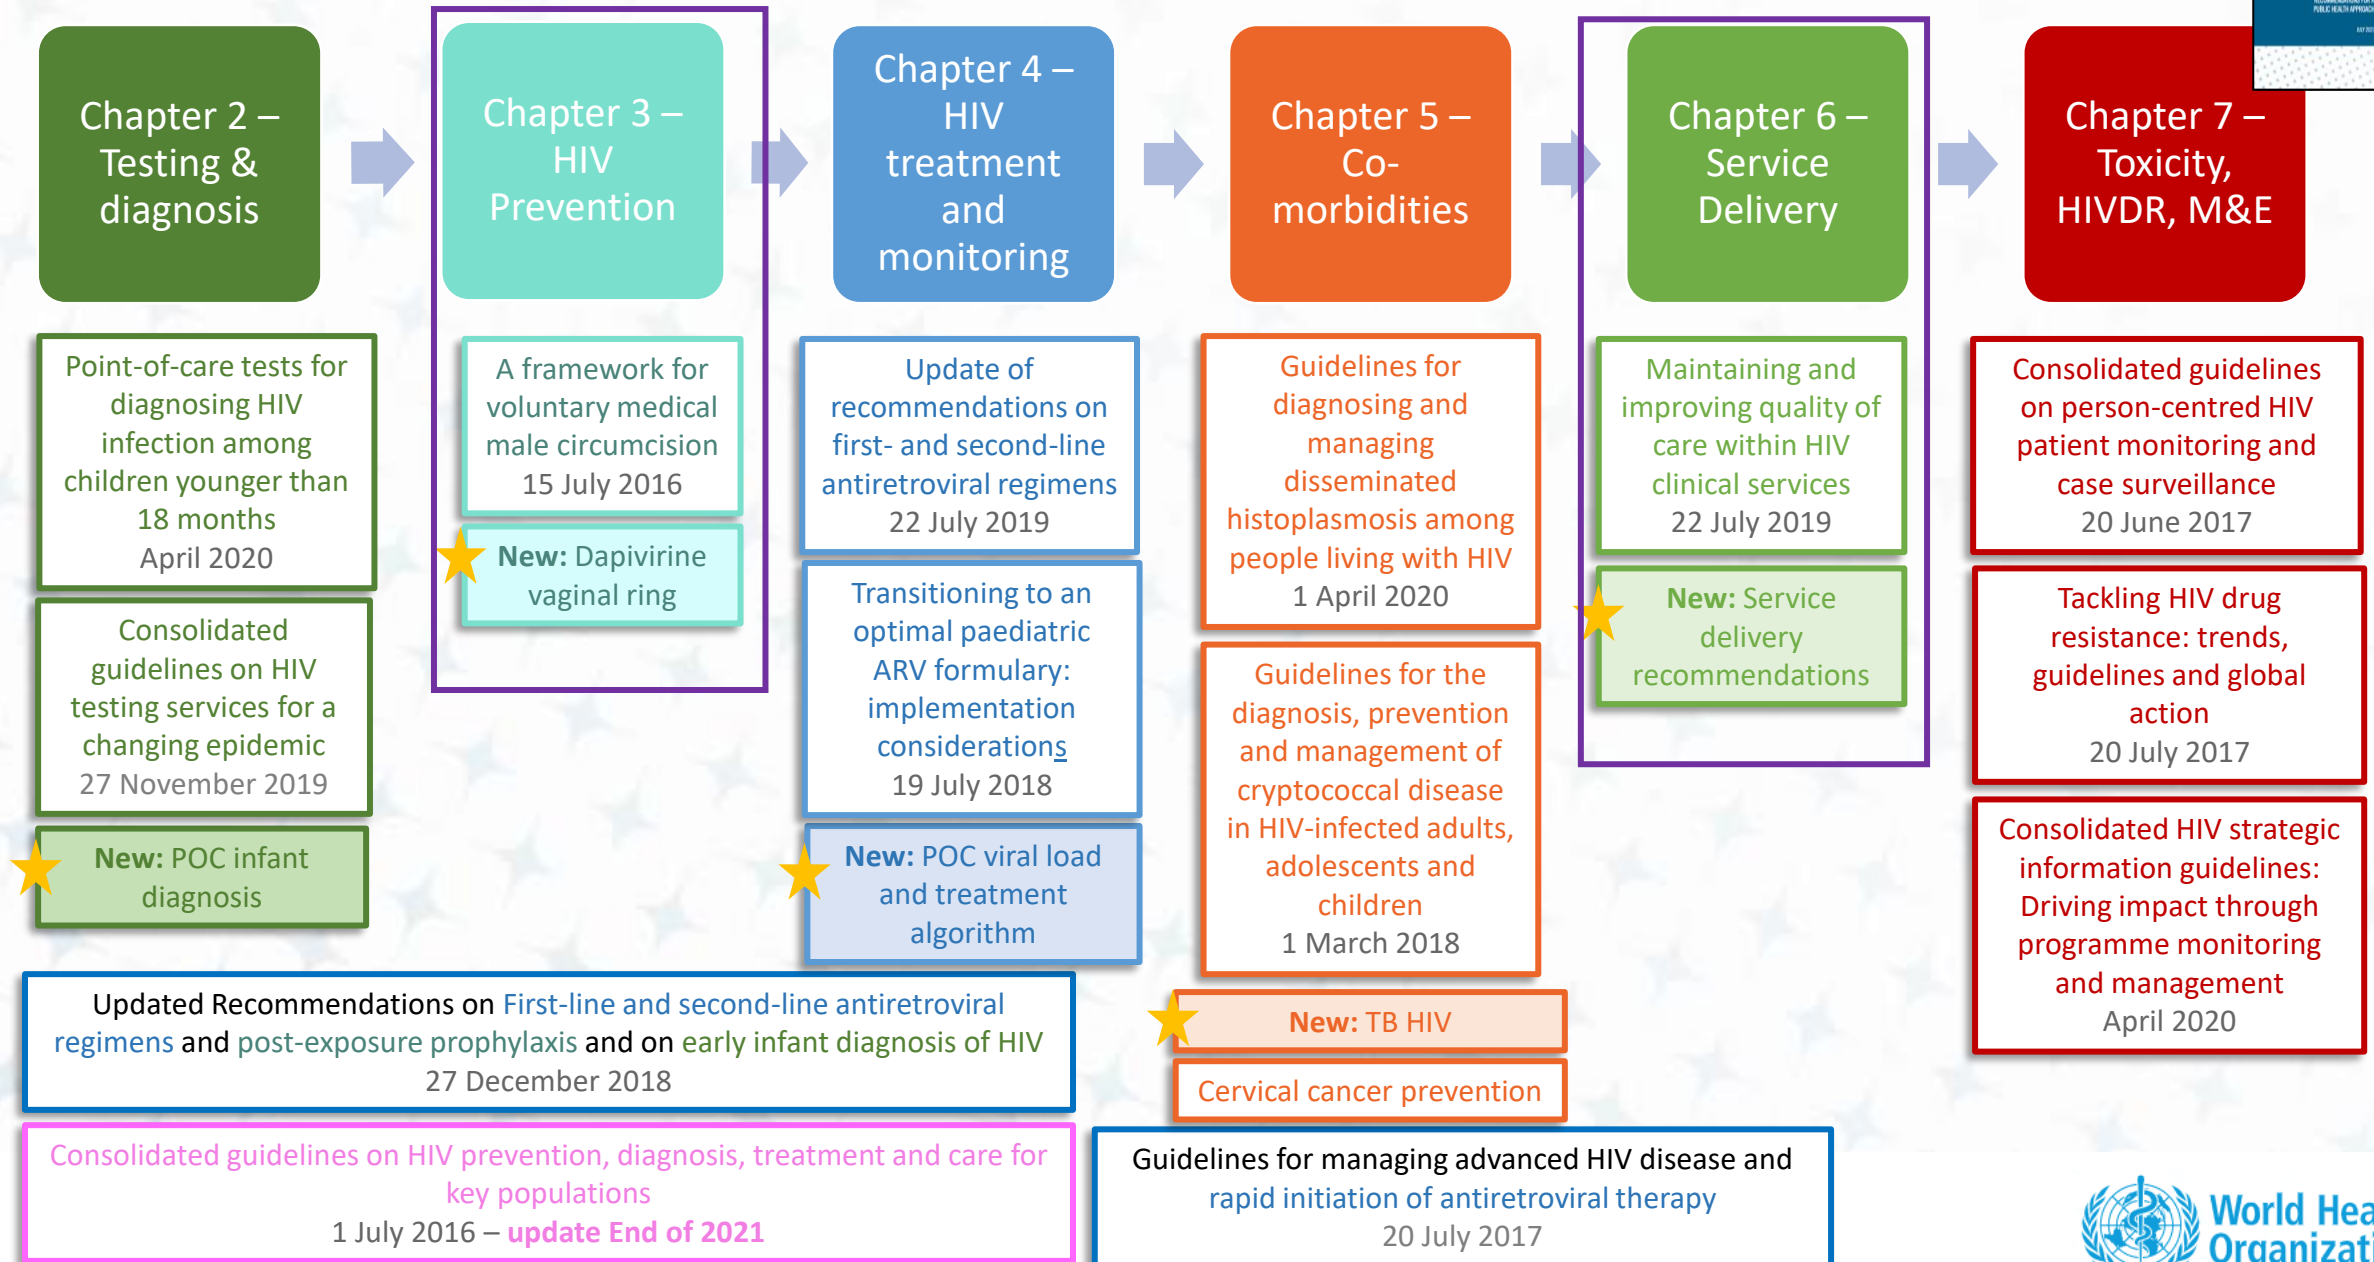 RECOMMENDATIONS FOR A
PUBLIC HEALTH APPROACH
Chapter 2 –
Testing &
diagnosis
Chapter 3 –
HIV
Prevention
Chapter 4 –
HIV
treatment
and
monitoring
Chapter 5 –
Co-
morbidities
Chapter 6 –
Service
Delivery
Chapter 7 –
Toxicity,
HIVDR, M&E
Point-of-care tests for
diagnosing HIV
infection among
children younger than
18 months
April 2020
Consolidated
guidelines on HIV
testing services for a
changing epidemic
27 November 2019
New: POC infant
diagnosis
A framework for
voluntary medical
male circumcision
15 July 2016
New: Dapivirine
vaginal ring
Update of
recommendations on
first- and second-line
antiretroviral regimens
22 July 2019
Transitioning to an
optimal paediatric
ARV formulary:
implementation
considerations
19 July 2018
New: POC viral load
and treatment
algorithm
Guidelines for
diagnosing and
managing
disseminated
histoplasmosis among
people living with HIV
1 April 2020
Guidelines for the
diagnosis, prevention
and management of
cryptococcal disease
in HIV-infected adults,
adolescents and
children
1 March 2018
New: TB HIV
Cervical cancer prevention
Maintaining and
improving quality of
care within HIV
clinical services
22 July 2019
New: Service
delivery
recommendations
Consolidated guidelines
on person-centred HIV
patient monitoring and
case surveillance
20 June 2017
Tackling HIV drug
resistance: trends,
guidelines and global
action
20 July 2017
Consolidated HIV strategic
information guidelines:
Driving impact through
programme monitoring
and management
April 2020
Updated Recommendations on First-line and second-line antiretroviral
regimens and post-exposure prophylaxis and on early infant diagnosis of HIV
27 December 2018
Consolidated guidelines on HIV prevention, diagnosis, treatment and care for
key populations
1 July 2016 – update End of 2021
Guidelines for managing advanced HIV disease and
rapid initiation of antiretroviral therapy
20 July 2017
World Hea
Organizati